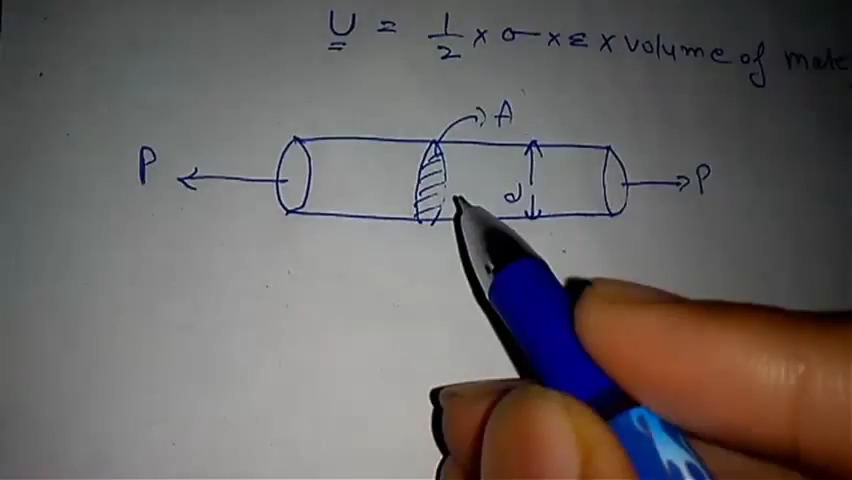 U = 1/2 × σ × ε × volume of mate
A
P d P